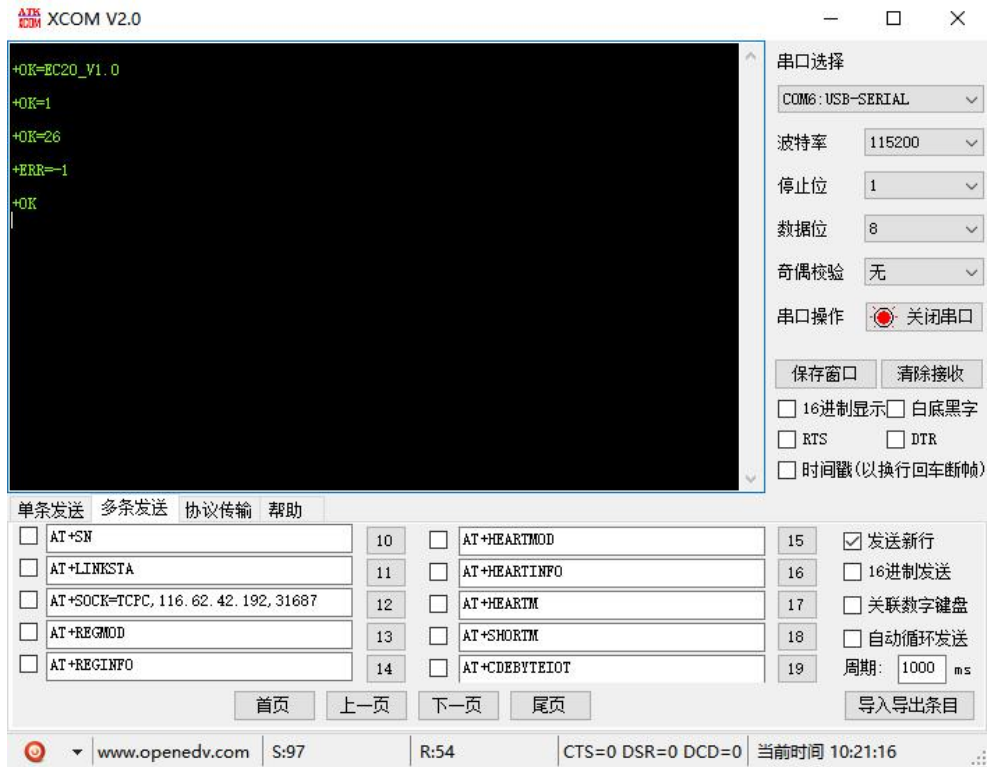 ATK XCOM XCOM V2.0
+OK=EC20_V1.0
+OK=1
+OK=26
+ERR=-1
+OK
串口选择
COM6:USB-SERIAL
波特率 115200
停止位 1
数据位 8
奇偶校验 无
串口操作 关闭串口
保存窗口 清除接收
16进制显示 白底黑字
RTS DTR
时间戳(以换行回车断帧)
单条发送 多条发送 协议传输 帮助
AT+SN 10 AT+HEARTMOD 15 发送新行
AT+LINKSTA 11 AT+HEARTINFO 16 16进制发送
AT+SOCK=TCPC,116.62.42.192,31687 12 AT+HEARTM 17 关联数字键盘
AT+REGMOD 13 AT+SHORTM 18 自动循环发送
AT+REGINFO 14 AT+CDEBYTEIOT 19 周期: 1000 ms
首页 上一页 下一页 尾页 导入导出条目
www.openedv.com S:97 R:54 CTS=0 DSR=0 DCD=0 当前时间 10:21:16